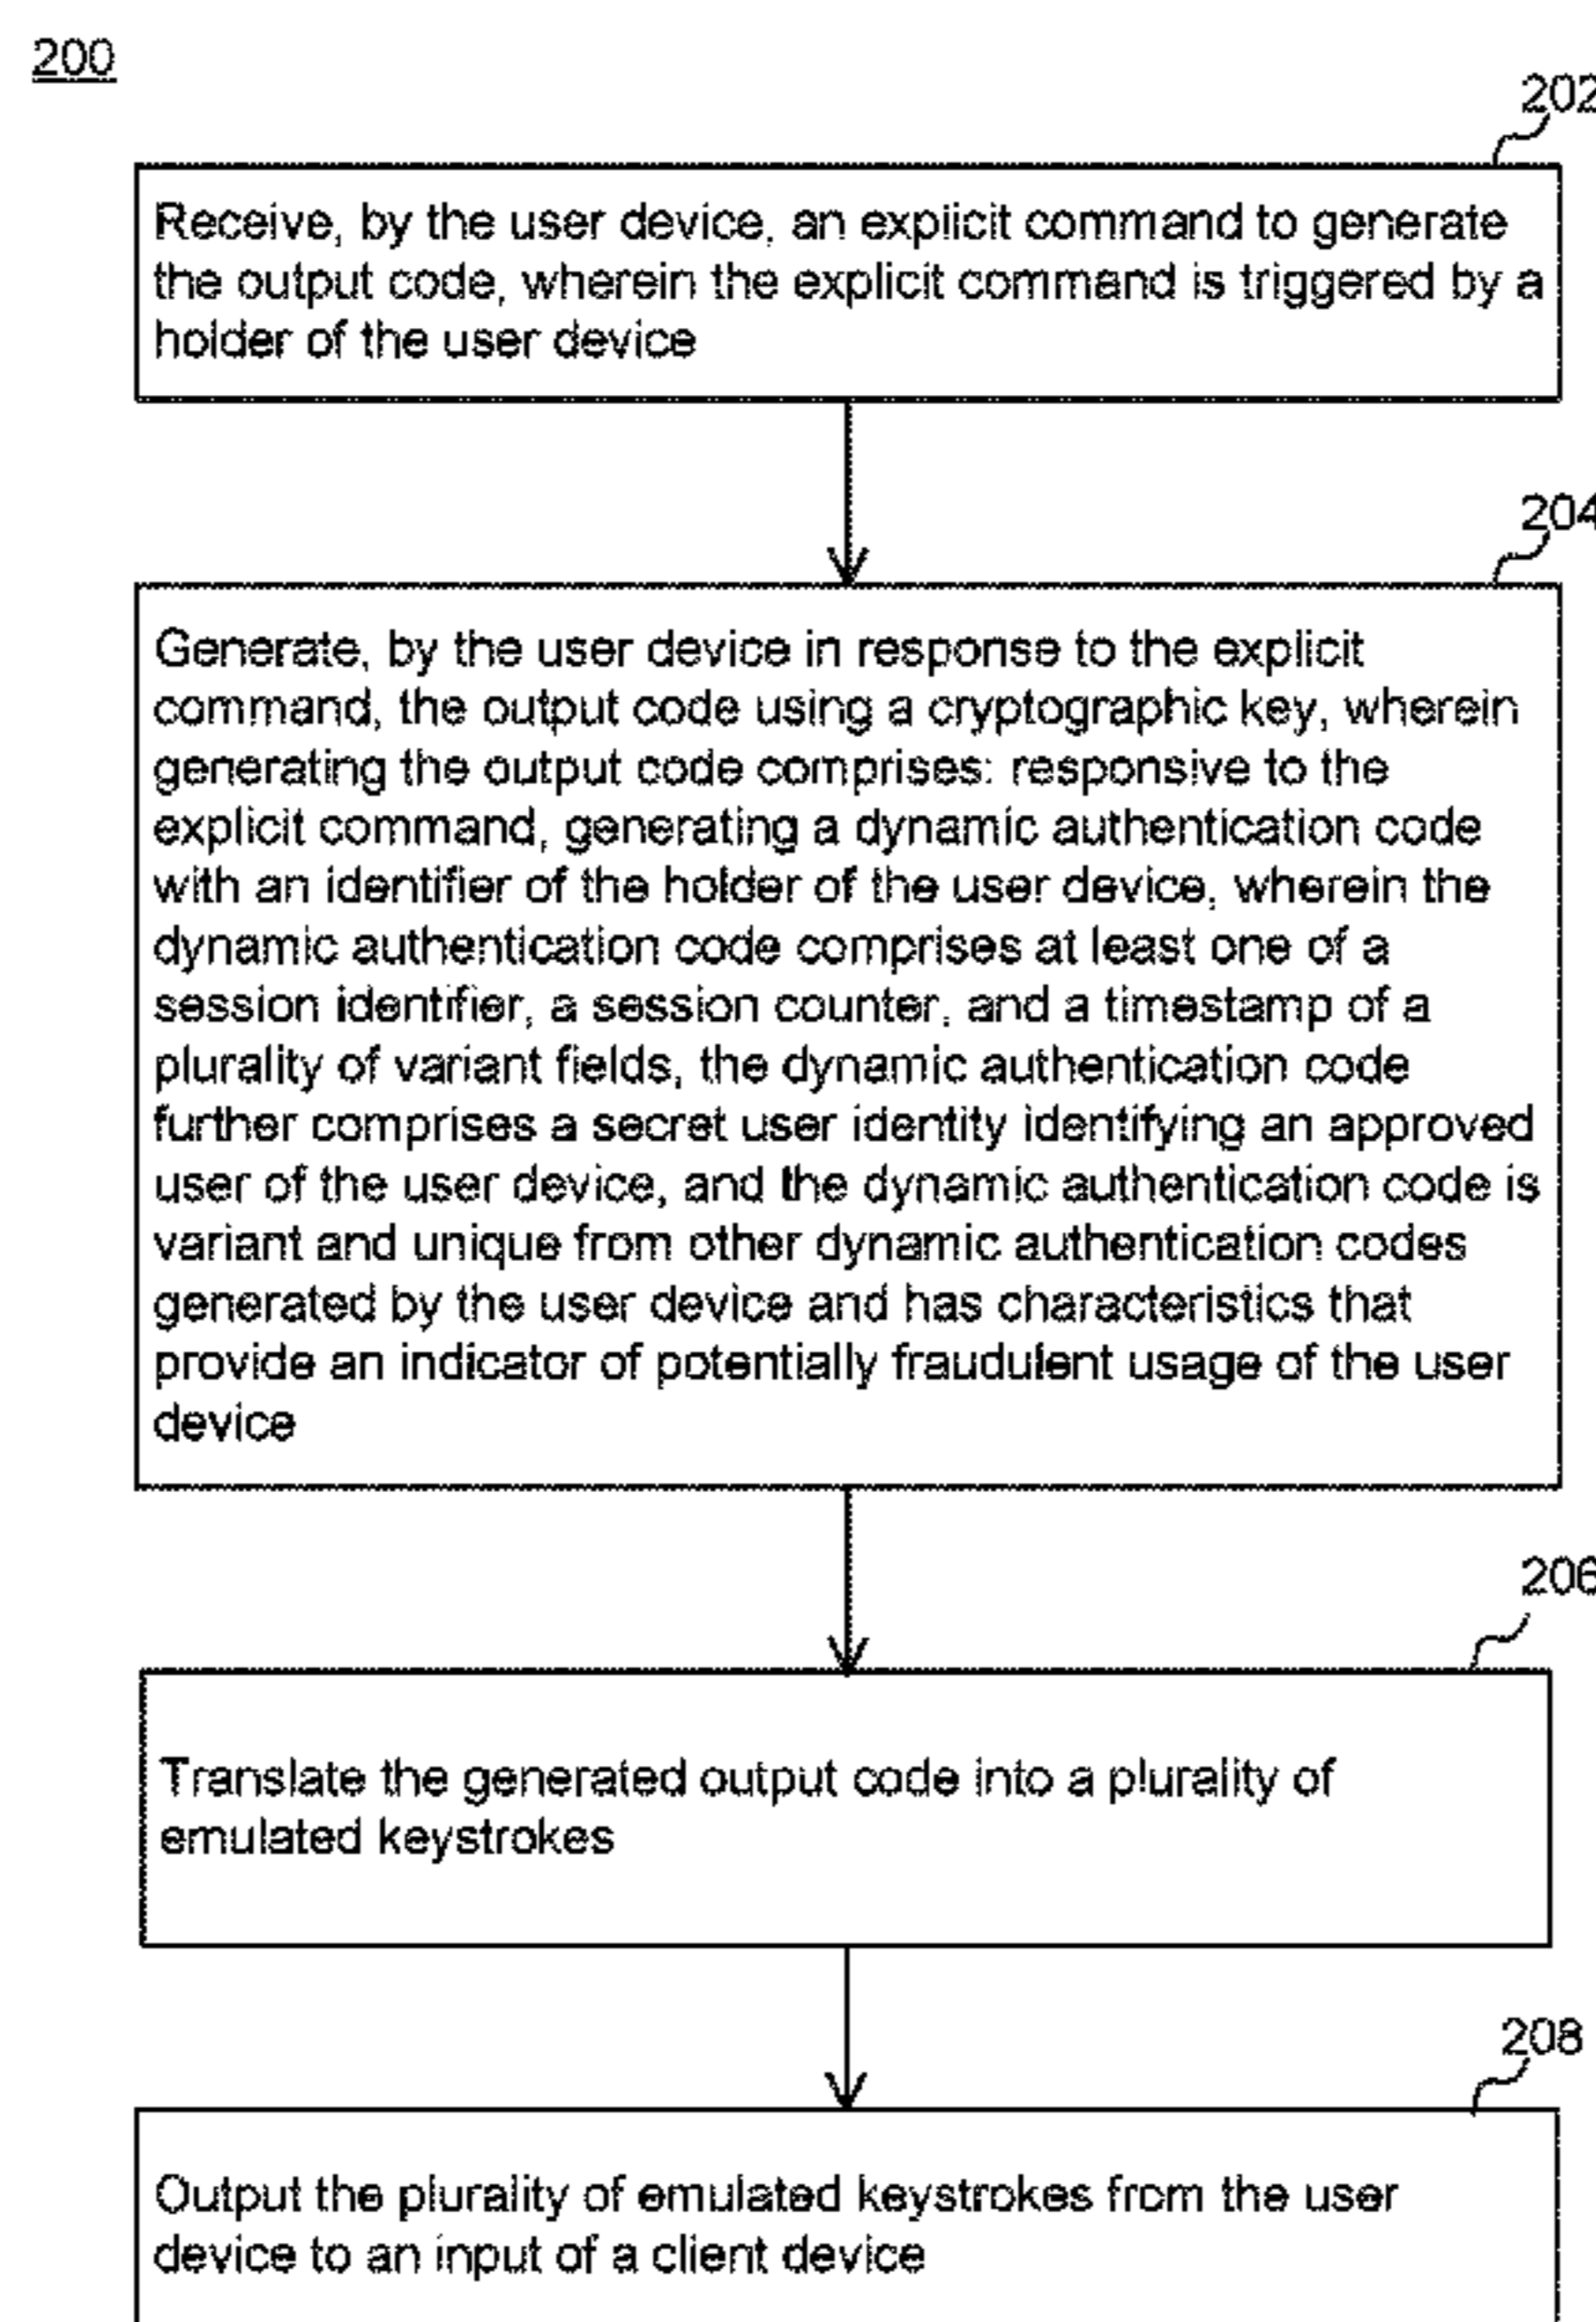 200
202
Receive, by the user device, an explicit command to generate
the output code, wherein the explicit command is triggered by a
holder of the user device
204
Generate, by the user device in response to the explicit
command, the output code using a cryptographic key, wherein
generating the output code comprises: responsive to the
explicit command, generating a dynamic authentication code
with an identifier of the holder of the user device, wherein the
dynamic authentication code comprises at least one of a
session identifier, a session counter, and a timestamp of a
plurality of variant fields, the dynamic authentication code
further comprises a secret user identity identifying an approved
user of the user device, and the dynamic authentication code is
variant and unique from other dynamic authentication codes
generated by the user device and has characteristics that
provide an indicator of potentially fraudulent usage of the user
device
206
Translate the generated output code into a plurality of
emulated keystrokes
208
Output the plurality of emulated keystrokes from the user
device to an input of a client device